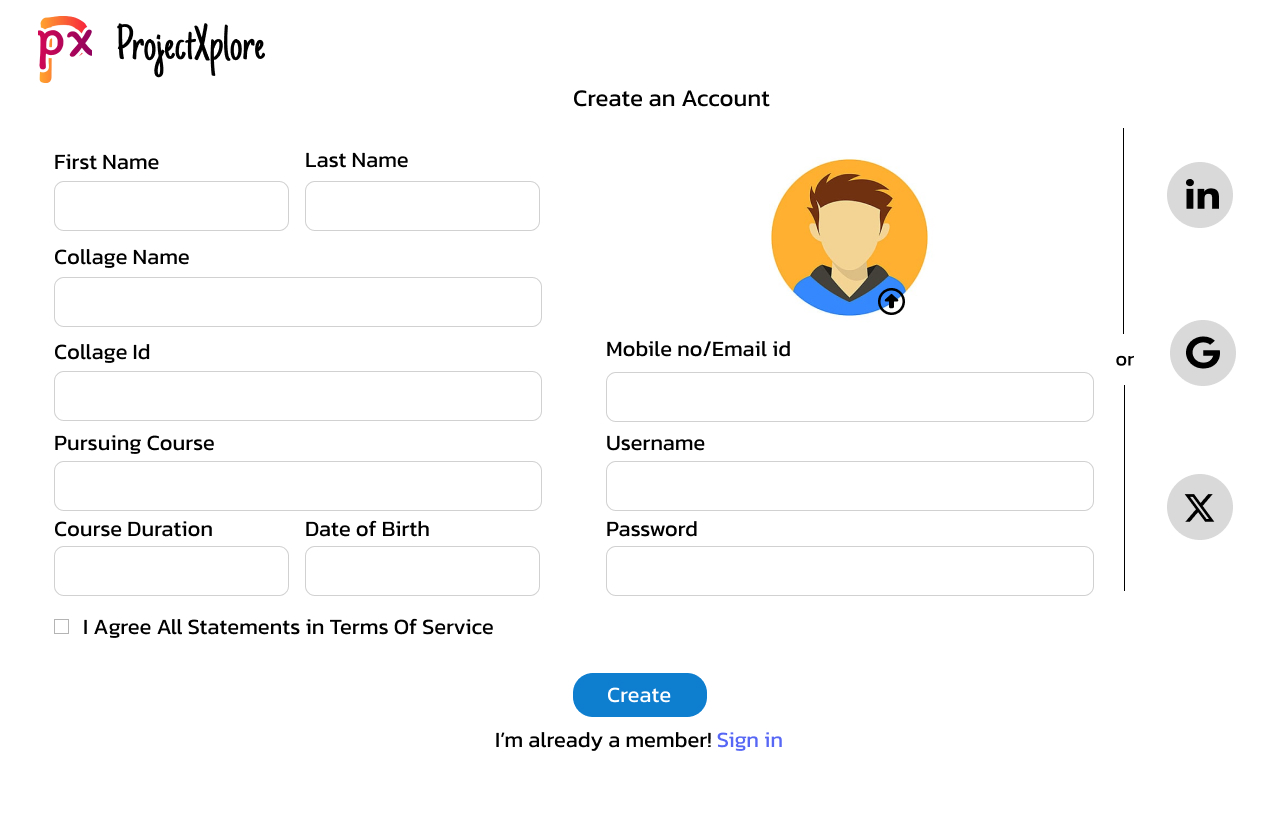 px ProjectXplore
Create an Account
First Name Last Name
Collage Name
Collage Id
Pursuing Course
Course Duration Date of Birth
I Agree All Statements in Terms Of Service
Mobile no/Email id
Username
Password
or
in
G
X
Create
I’m already a member! Sign in